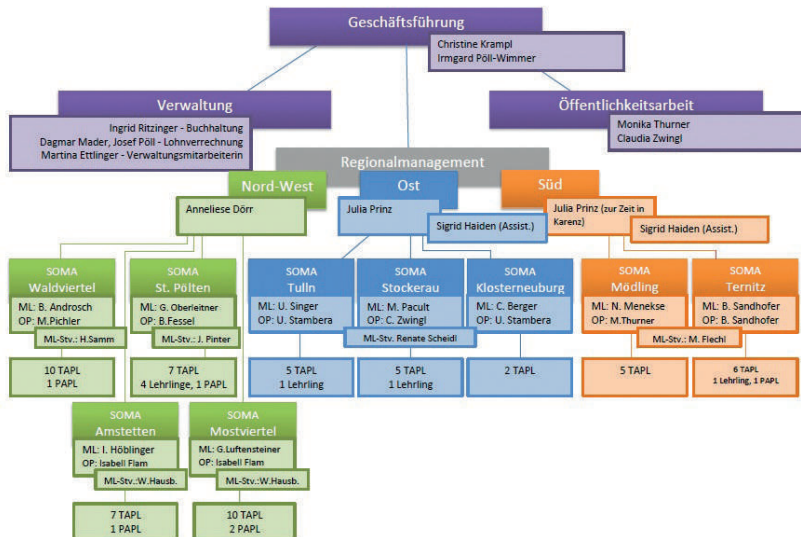 Geschäftsführung
Christine Krampl
Irmgard Pöll-Wimmer
Verwaltung
Ingrid Ritzinger - Buchhaltung
Dagmar Mader, Josef Pöll - Lohnverrechnung
Martina Ettlinger - Verwaltungsmitarbeiterin
Öffentlichkeitsarbeit
Monika Thurner
Claudia Zwingl
Regionalmanagement
Nord-West
Anneliese Dörr
Ost
Julia Prinz
Sigrid Haiden (Assist.)
Süd
Julia Prinz (zur Zeit in
Karenz)
Sigrid Haiden (Assist.)
SOMA
Waldviertel
ML: B. Androsch
OP: M.Pichler
ML-Stv.: H.Samm
10 TAPL
1 PAPL
SOMA
St. Pölten
ML: G. Oberleitner
OP: B.Fessel
ML-Stv.: J. Pinter
7 TAPL
4 Lehrlinge, 1 PAPL
SOMA
Tulln
ML: U. Singer
OP: U. Stambera
5 TAPL
1 Lehrling
SOMA
Stockerau
ML: M. Pacult
OP: C. Zwingl
ML-Stv. Renate Scheidl
5 TAPL
1 Lehrling
SOMA
Klosterneuburg
ML: C. Berger
OP: U. Stambera
2 TAPL
SOMA
Mödling
ML: N. Menekse
OP: M.Thurner
ML-Stv.: M. Flechl
5 TAPL
SOMA
Ternitz
ML: B. Sandhofer
OP: B. Sandhofer
6 TAPL
1 Lehrling, 1 PAPL
SOMA
Amstetten
ML: I. Höblinger
OP: Isabell Flam
ML-Stv.:W.Hausb.
7 TAPL
1 PAPL
SOMA
Mostviertel
ML: G.Luftensteiner
OP: Isabell Flam
ML-Stv.:W.Hausb.
10 TAPL
2 PAPL